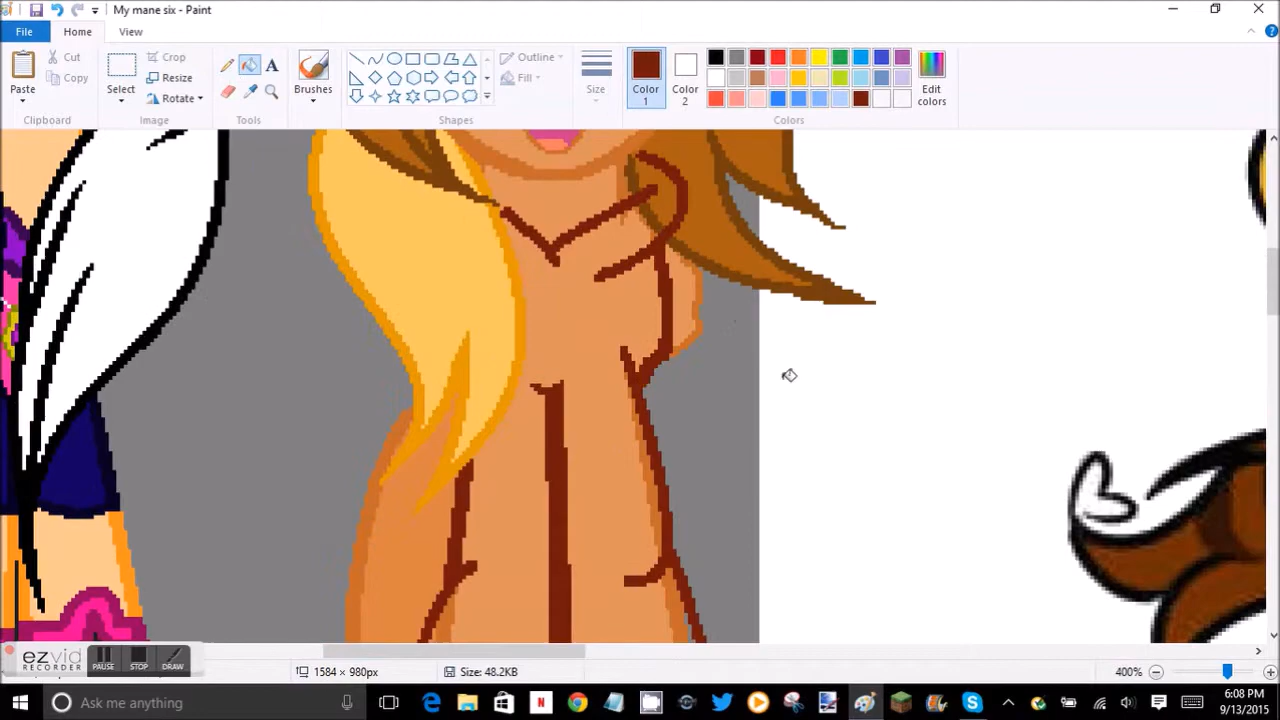 My mane six - Paint
File Home View
Paste
Cut
Copy
Clipboard
Select
Crop
Resize
Rotate
Image
A
Tools
Brushes
Outline
Fill
Shapes
Size
Color 1
Color 2
Edit colors
Colors
ezvid
RECORDER
PAUSE STOP DRAW
1584 × 980px
Size: 48.2KB
400%
Ask me anything
6:08 PM
9/13/2015